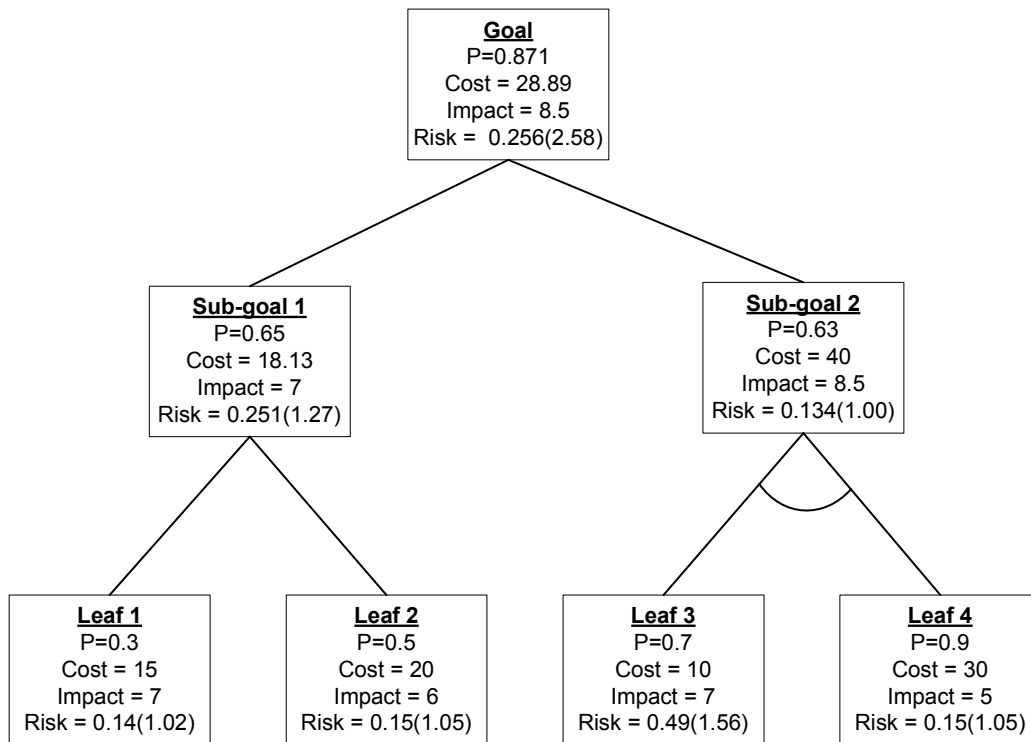 Goal
P=0.871
Cost = 28.89
Impact = 8.5
Risk =  0.256(2.58)
Sub-goal 1
P=0.65
Cost = 18.13
Impact = 7
Risk = 0.251(1.27)
Sub-goal 2
P=0.63
Cost = 40
Impact = 8.5
Risk = 0.134(1.00)
Leaf 1
P=0.3
Cost = 15
Impact = 7
Risk = 0.14(1.02)
Leaf 2
P=0.5
Cost = 20
Impact = 6
Risk = 0.15(1.05)
Leaf 3
P=0.7
Cost = 10
Impact = 7
Risk = 0.49(1.56)
Leaf 4
P=0.9
Cost = 30
Impact = 5
Risk = 0.15(1.05)